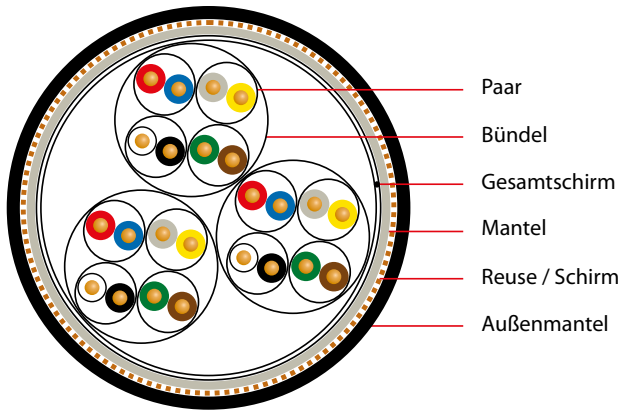 Paar
Bündel
Gesamtschirm
Mantel
Reuse / Schirm
Außenmantel